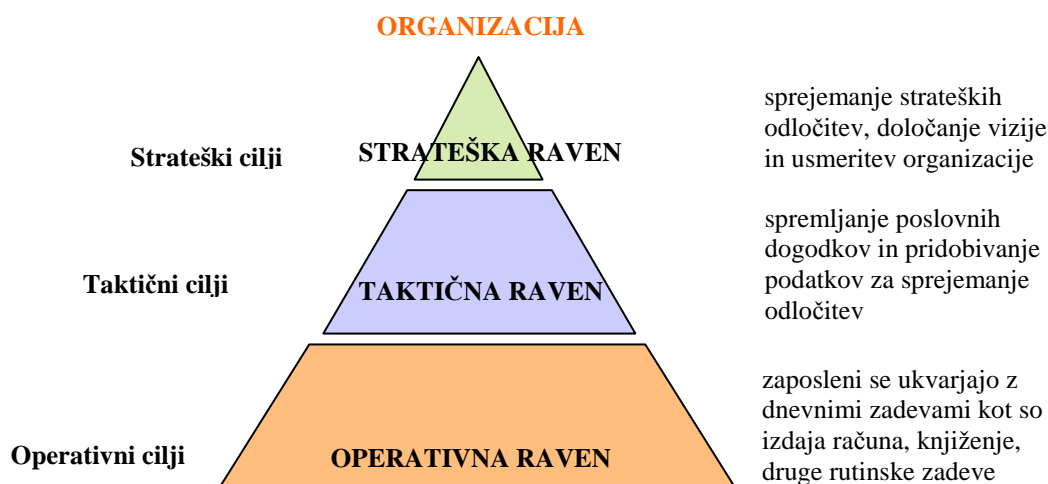 ORGANIZACIJA
Strateški cilji
STRATEŠKA RAVEN
sprejemanje strateških
odločitev, določanje vizije
in usmeritev organizacije
Taktični cilji
TAKTIČNA RAVEN
spremljanje poslovnih
dogodkov in pridobivanje
podatkov za sprejemanje
odločitev
Operativni cilji
OPERATIVNA RAVEN
zaposleni se ukvarjajo z
dnevnimi zadevami kot so
izdaja računa, knjiženje,
druge rutinske zadeve